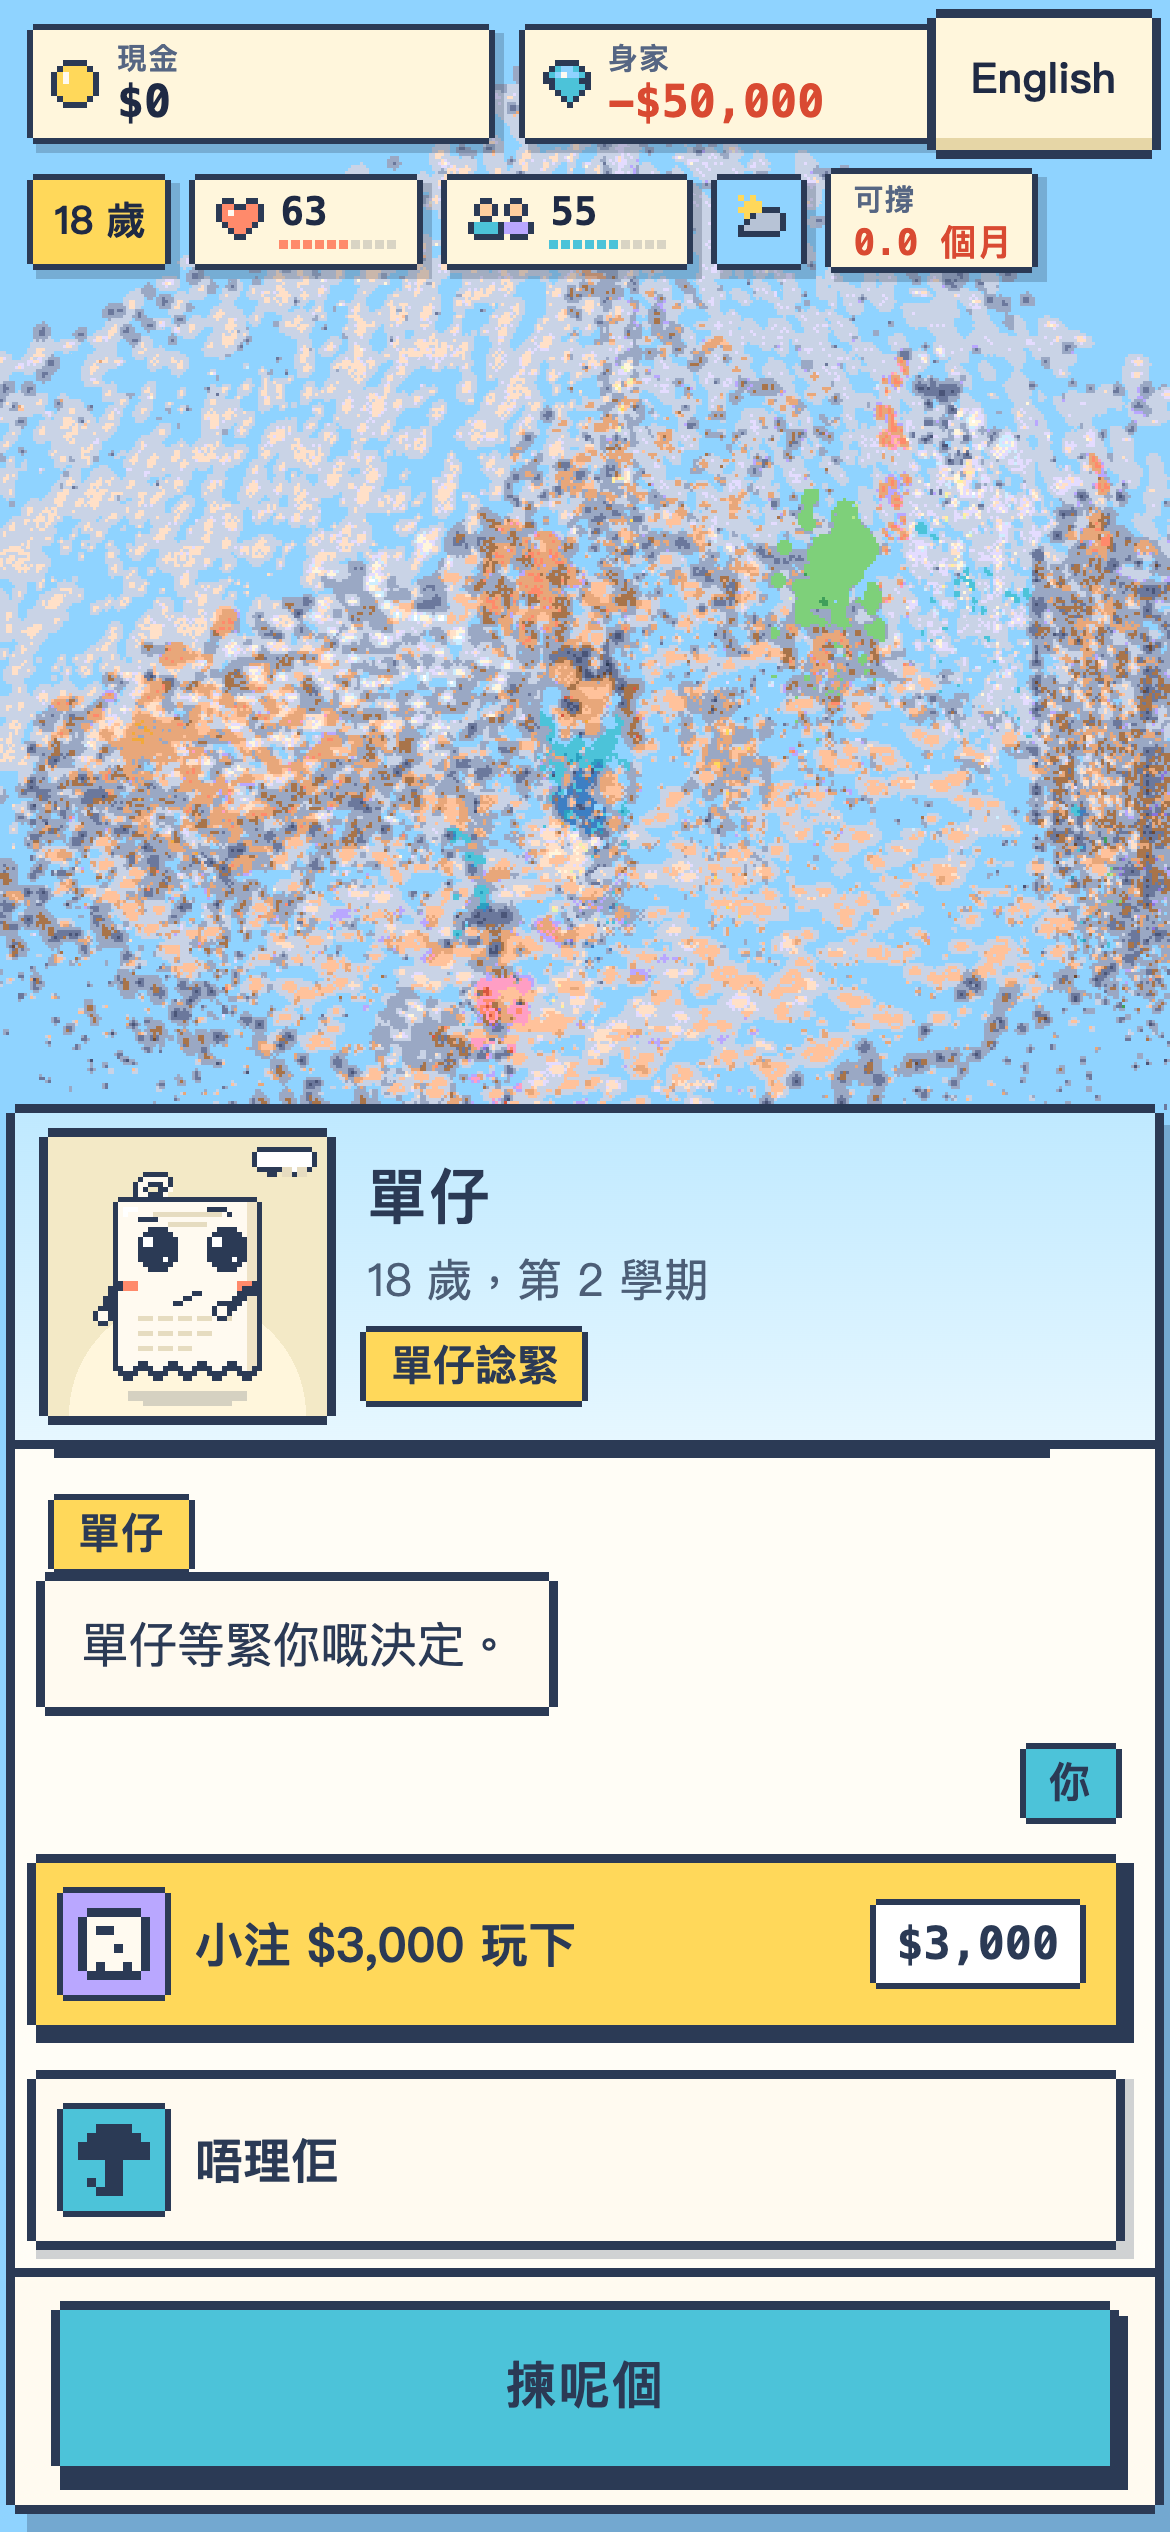 現金
$0
身家
-$50,000
English
18 歲
63
55
可撐
0.0 個月
單仔
18 歲，第 2 學期
單仔諗緊
單仔
單仔等緊你嘅決定。
你
小注 $3,000 玩下
$3,000
唔理佢
揀呢個